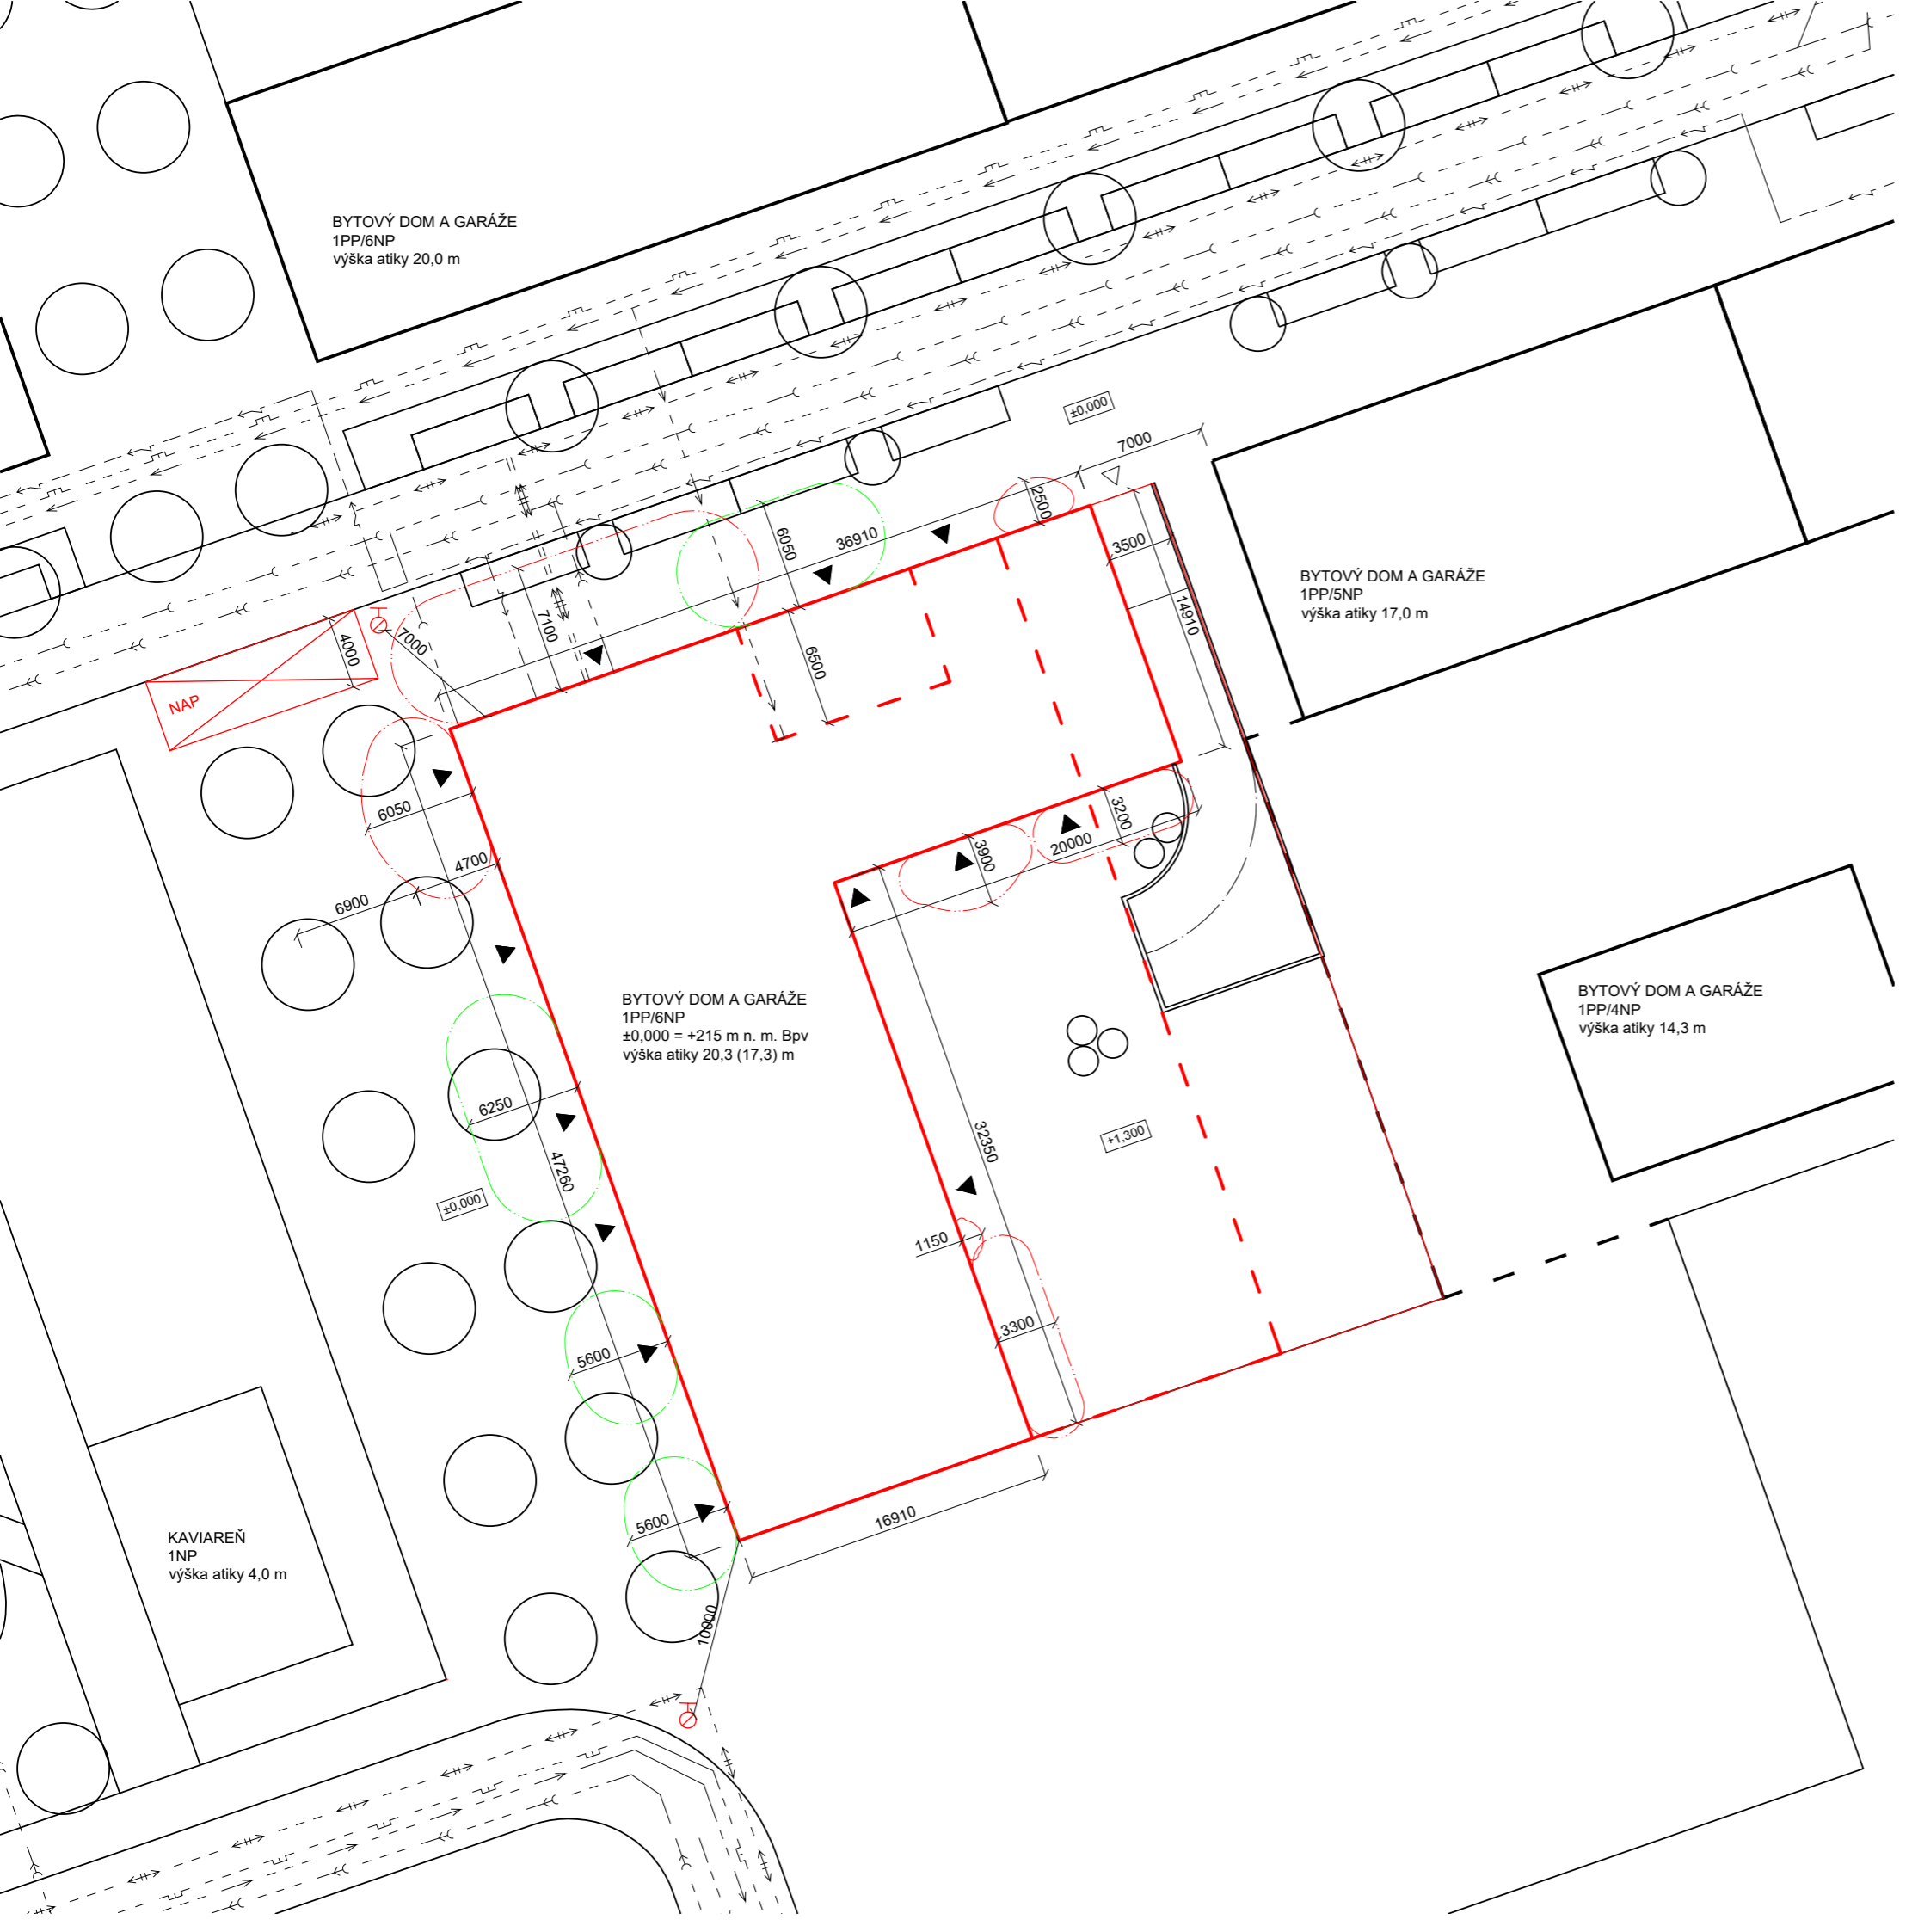 BYTOVÝ DOM A GARÁŽE
1PP/6NP
výška atiky 20,0 m
±0,000
7000
2500
6050
36910
3500
14910
BYTOVÝ DOM A GARÁŽE
1PP/5NP
výška atiky 17,0 m
7100
7000
4000
NAP
6500
6050
4700
6900
3200
20000
3900
BYTOVÝ DOM A GARÁŽE
1PP/6NP
±0,000 = +215 m n. m. Bpv
výška atiky 20,3 (17,3) m
BYTOVÝ DOM A GARÁŽE
1PP/4NP
výška atiky 14,3 m
6250
47260
±0,000
32350
+1,300
1150
3300
5600
5600
16910
KAVIAREŇ
1NP
výška atiky 4,0 m
10000